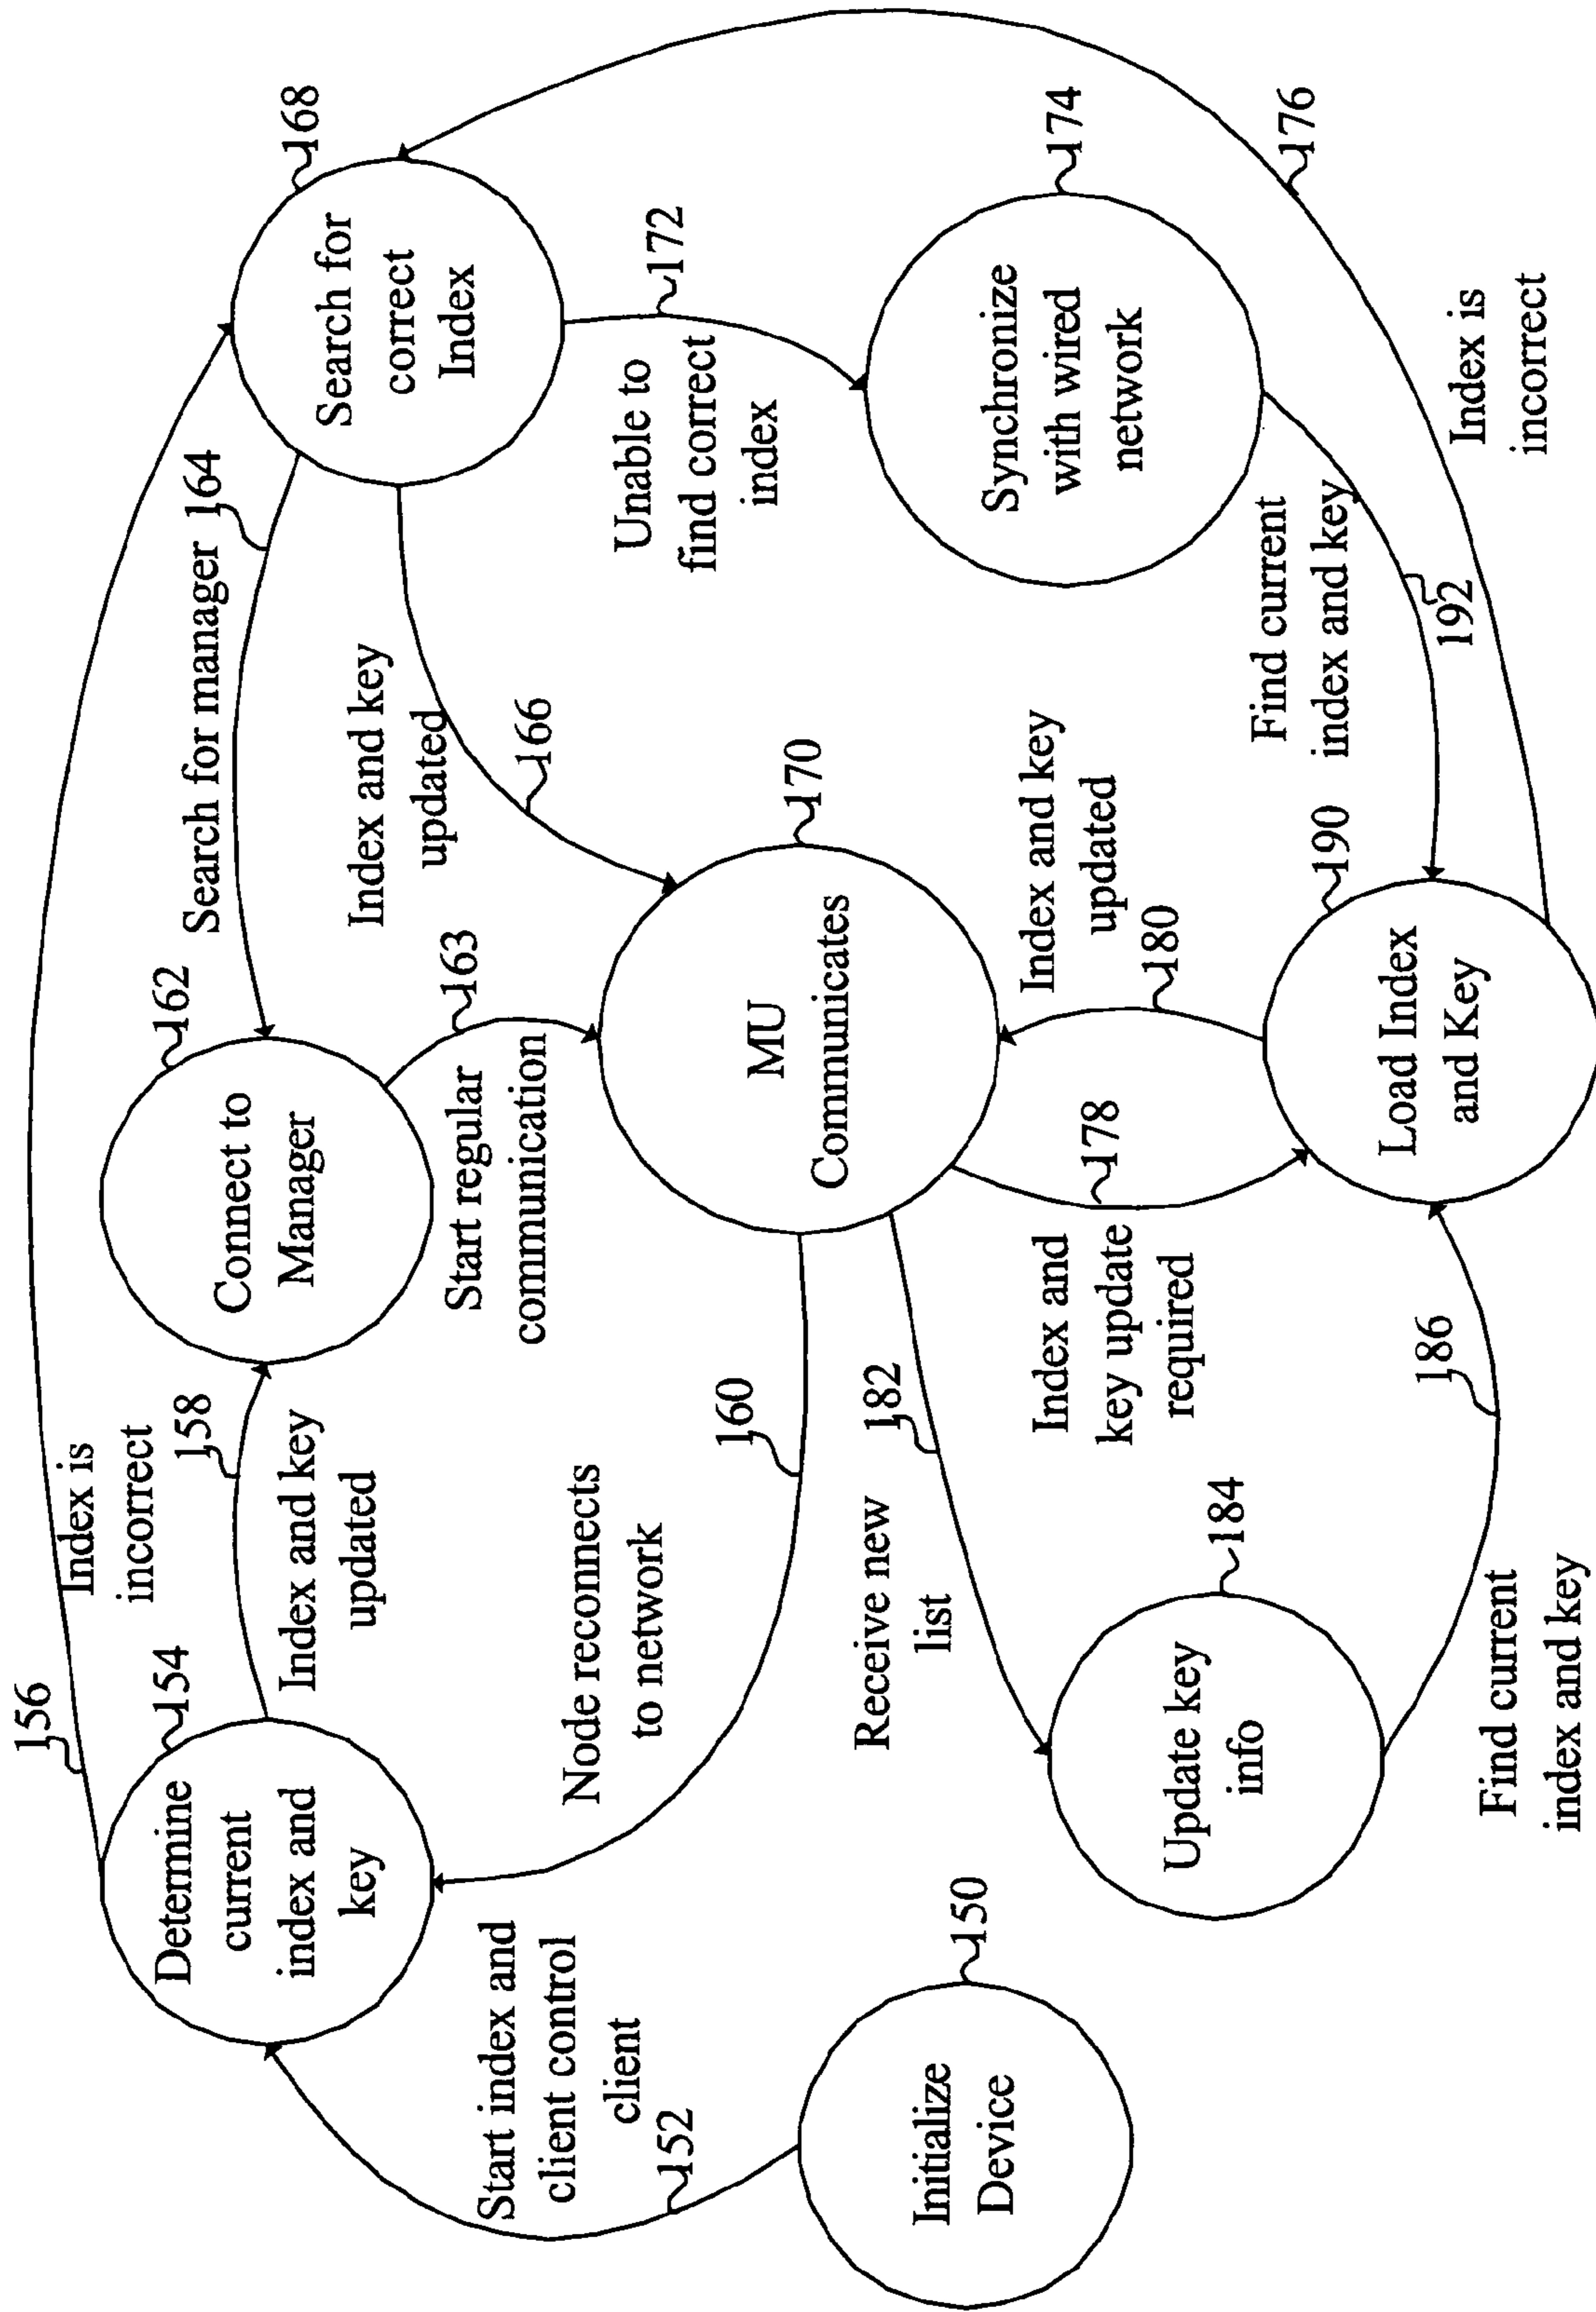 156
Index is
incorrect
154
Determine
current
index and
key
158
Index and key
updated
162
Connect to
Manager
Search for manager
164
168
Search for
correct
Index
Start index and
client control
client
152
Node reconnects
to network
160
Start regular
communication
163
Index and key
updated
166
172
Unable to
find correct
index
Initialize
Device
150
Receive new
list
182
MU
Communicates
170
Synchronize
with wired
network
174
Update key
info
184
Index and
key update
required
178
Index and key
updated
180
Find current
index and key
192
176
Find current
index and key
186
Load Index
and Key
190
Index is
incorrect